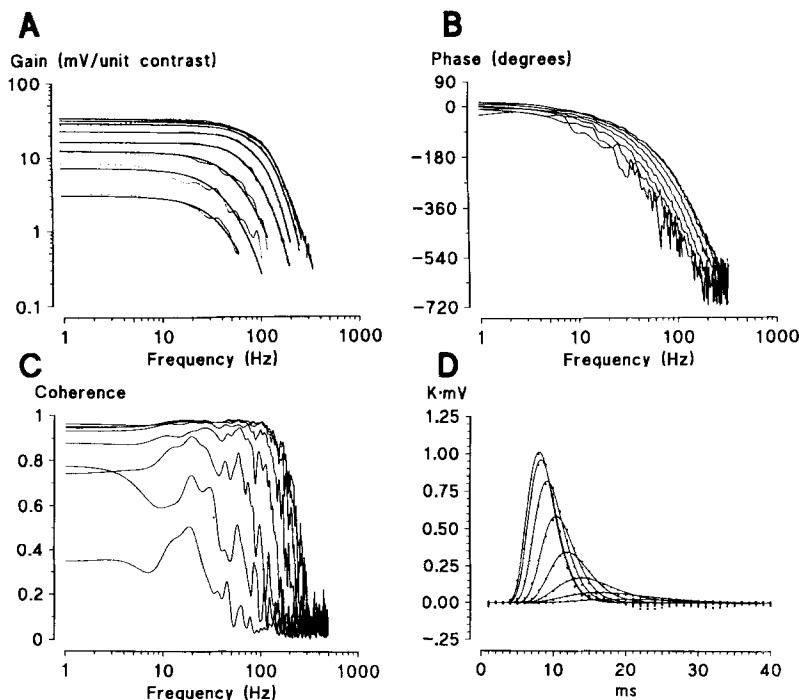 A
Gain (mV/unit contrast)
100
10
1
0.1
1 10 100 1000
Frequency (Hz)
B
Phase (degrees)
90
0
-180
-360
-540
-720
1 10 100 1000
Frequency (Hz)
C
Coherence
1
0.8
0.6
0.4
0.2
0
1 10 100 1000
Frequency (Hz)
D
K·mV
1.25
1.00
0.75
0.50
0.25
0.00
-.25
0 10 20 30 40
ms